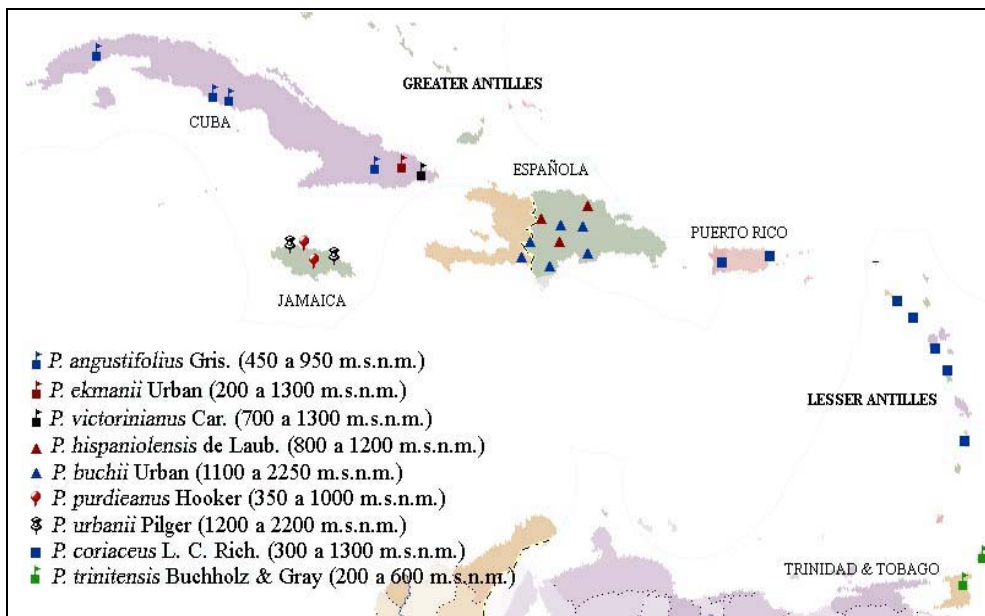 GREATER ANTILLES
CUBA
ESPAÑOLA
PUERTO RICO
JAMAICA
P. angustifolius Gris. (450 a 950 m.s.n.m.)
P. ekmanii Urban (200 a 1300 m.s.n.m.)
P. victorinianus Car. (700 a 1300 m.s.n.m.)
P. hispaniolensis de Laub. (800 a 1200 m.s.n.m.)
P. buchii Urban (1100 a 2250 m.s.n.m.)
P. purdieanus Hooker (350 a 1000 m.s.n.m.)
P. urbanii Pilger (1200 a 2200 m.s.n.m.)
P. coriaceus L. C. Rich. (300 a 1300 m.s.n.m.)
P. trinitensis Buchholz & Gray (200 a 600 m.s.n.m.)
LESSER ANTILLES
TRINIDAD & TOBAGO